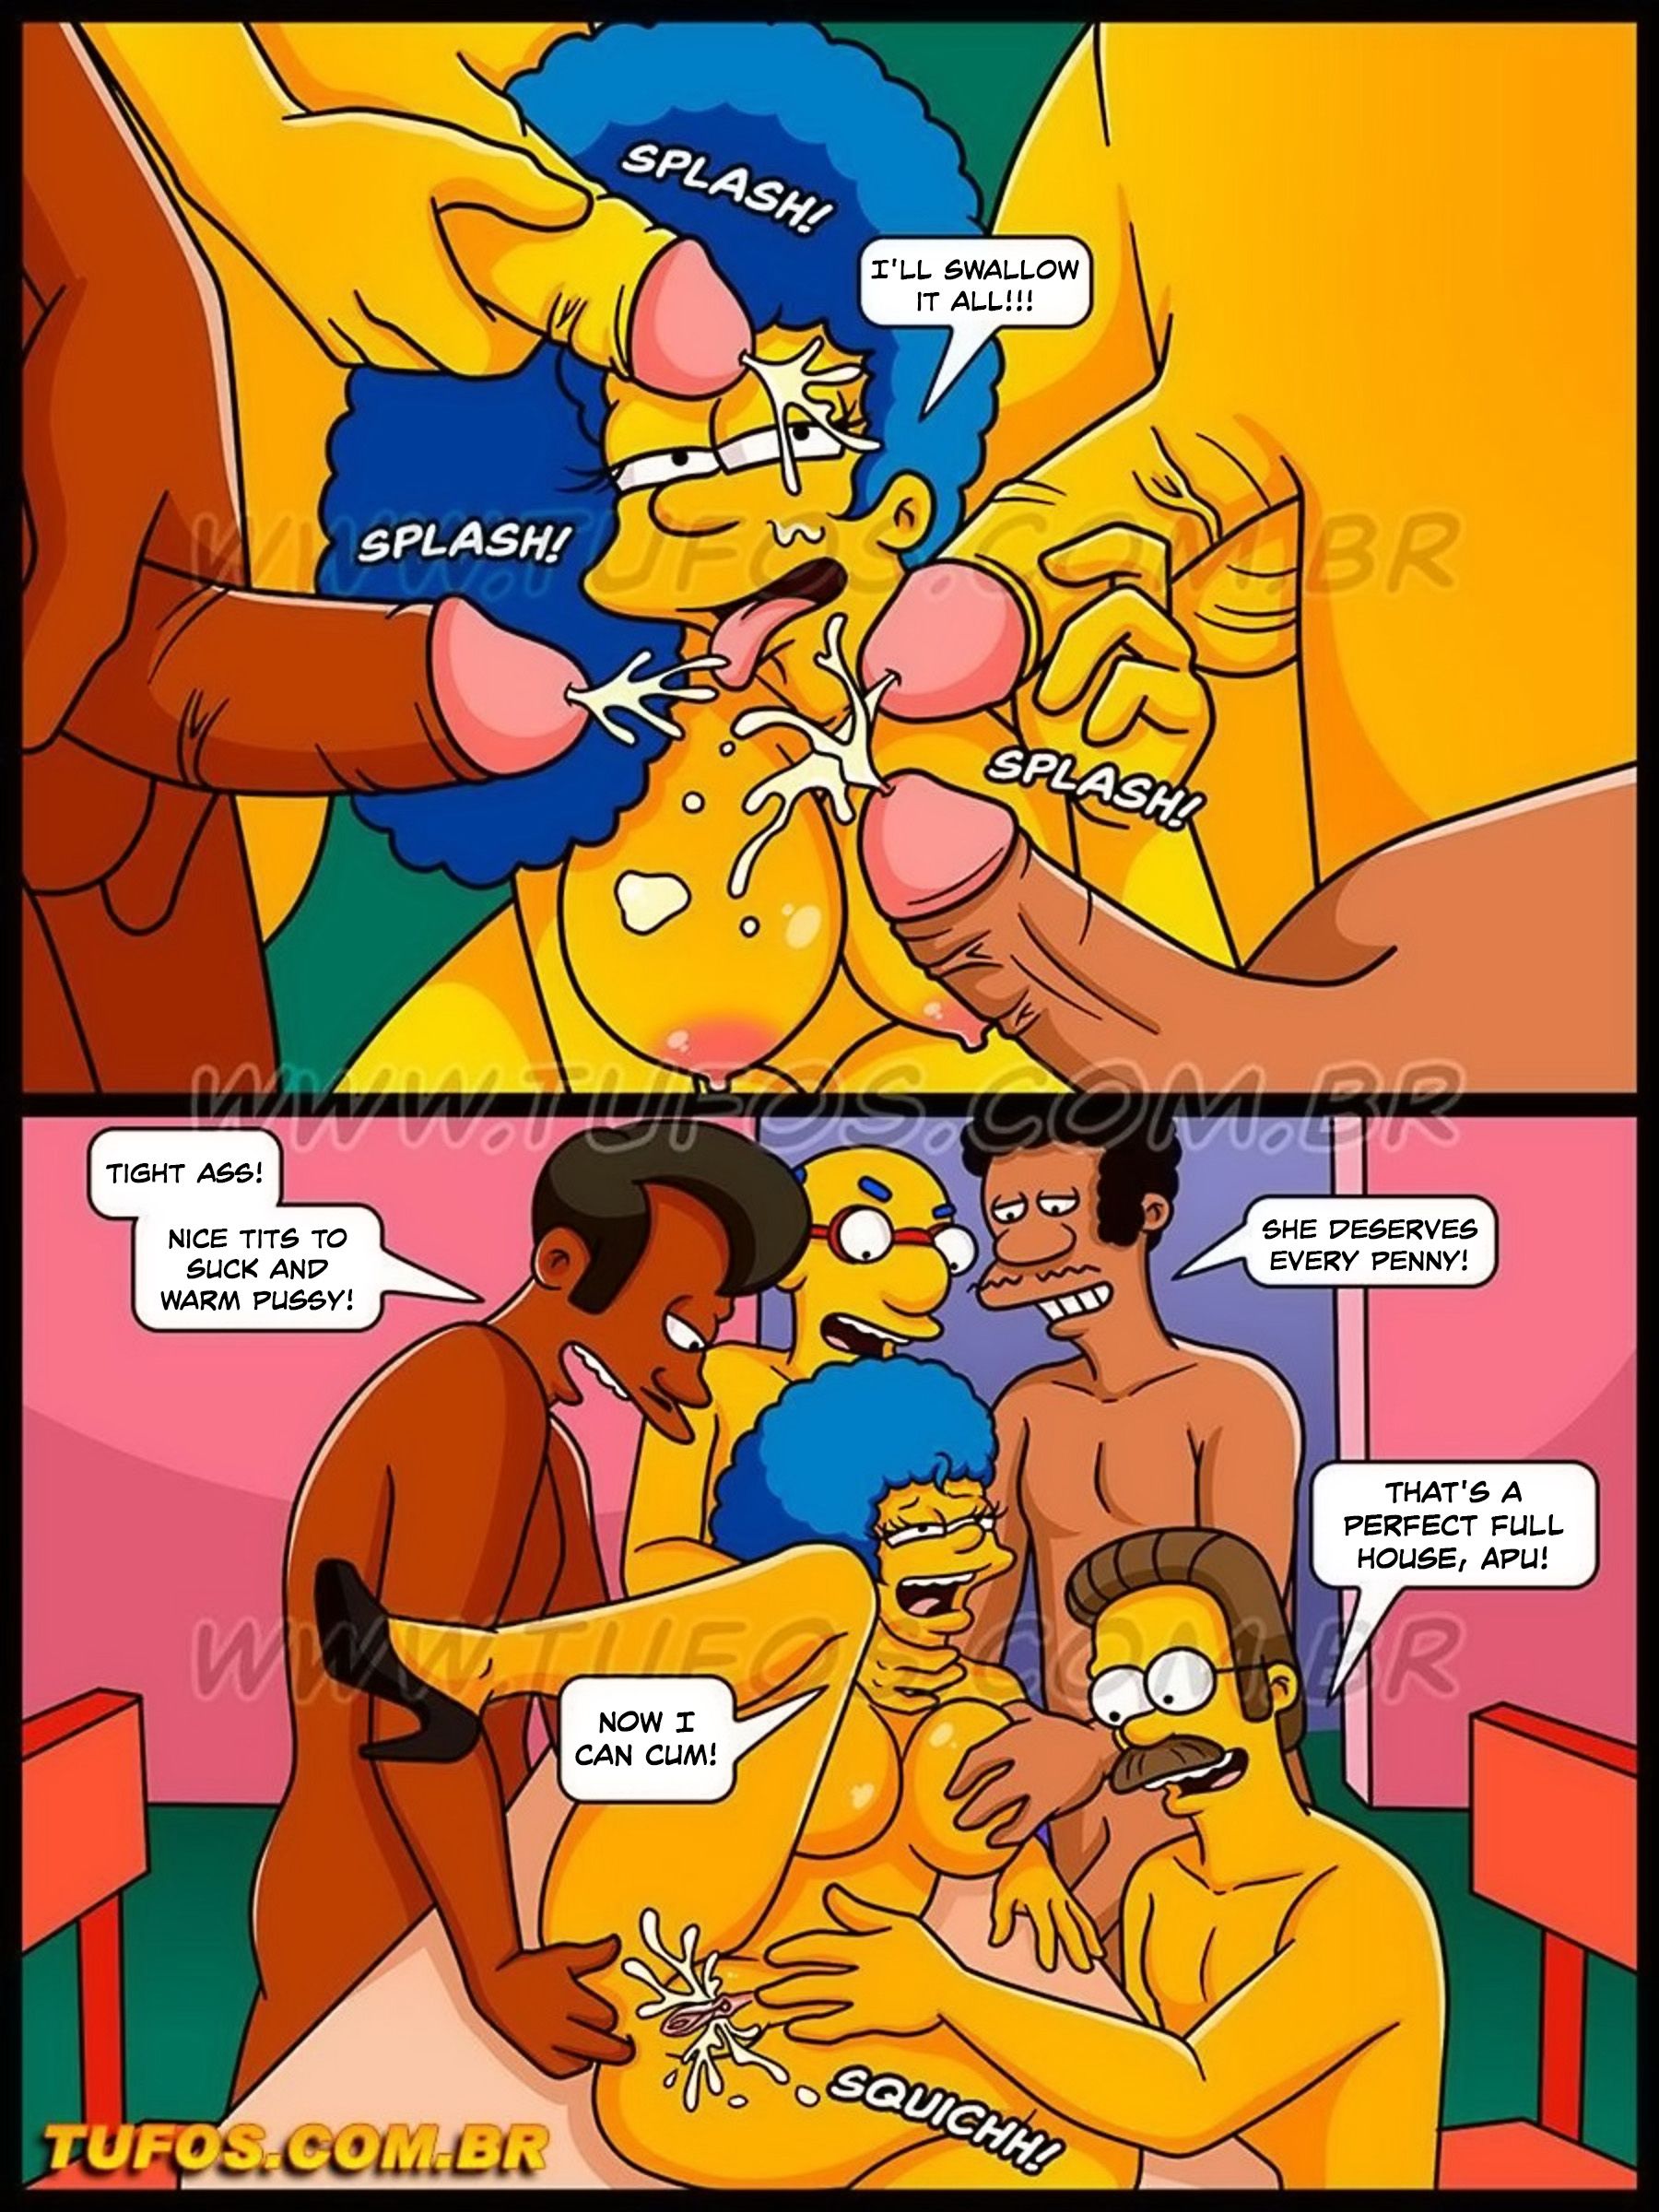 SPLASH!
I'LL SWALLOW
IT ALL!!!
SPLASH!
WWW.TUFOS.COM.BR
SPLASH!
WWW.TUFOS.COM.BR
TIGHT ASS!
NICE TITS TO
SUCK AND
WARM PUSSY!
SHE DESERVES
EVERY PENNY!
THAT'S A
PERFECT FULL
HOUSE, APU!
WWW.TUFOS.COM.BR
NOW I
CAN CUM!
SQUICHH!
TUFOS.COM.BR